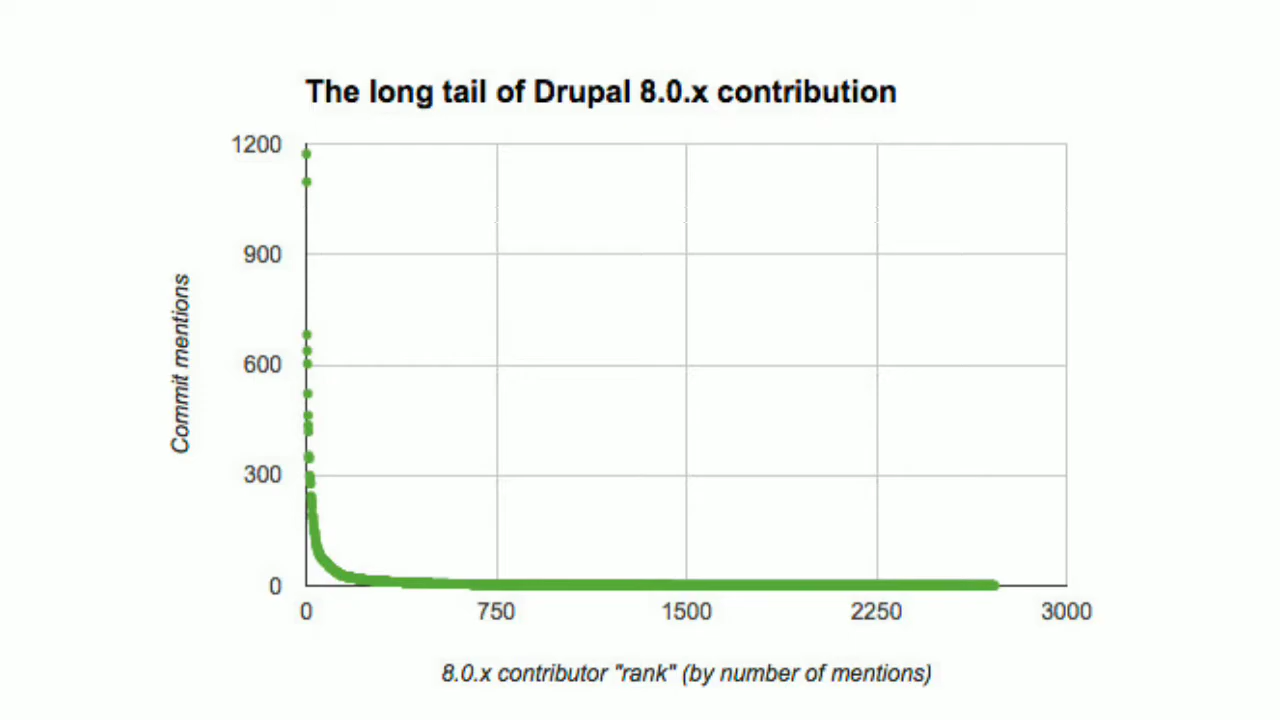 The long tail of Drupal 8.0.x contribution
1200
900
600
300
0
Commit mentions
0 750 1500 2250 3000
8.0.x contributor "rank" (by number of mentions)